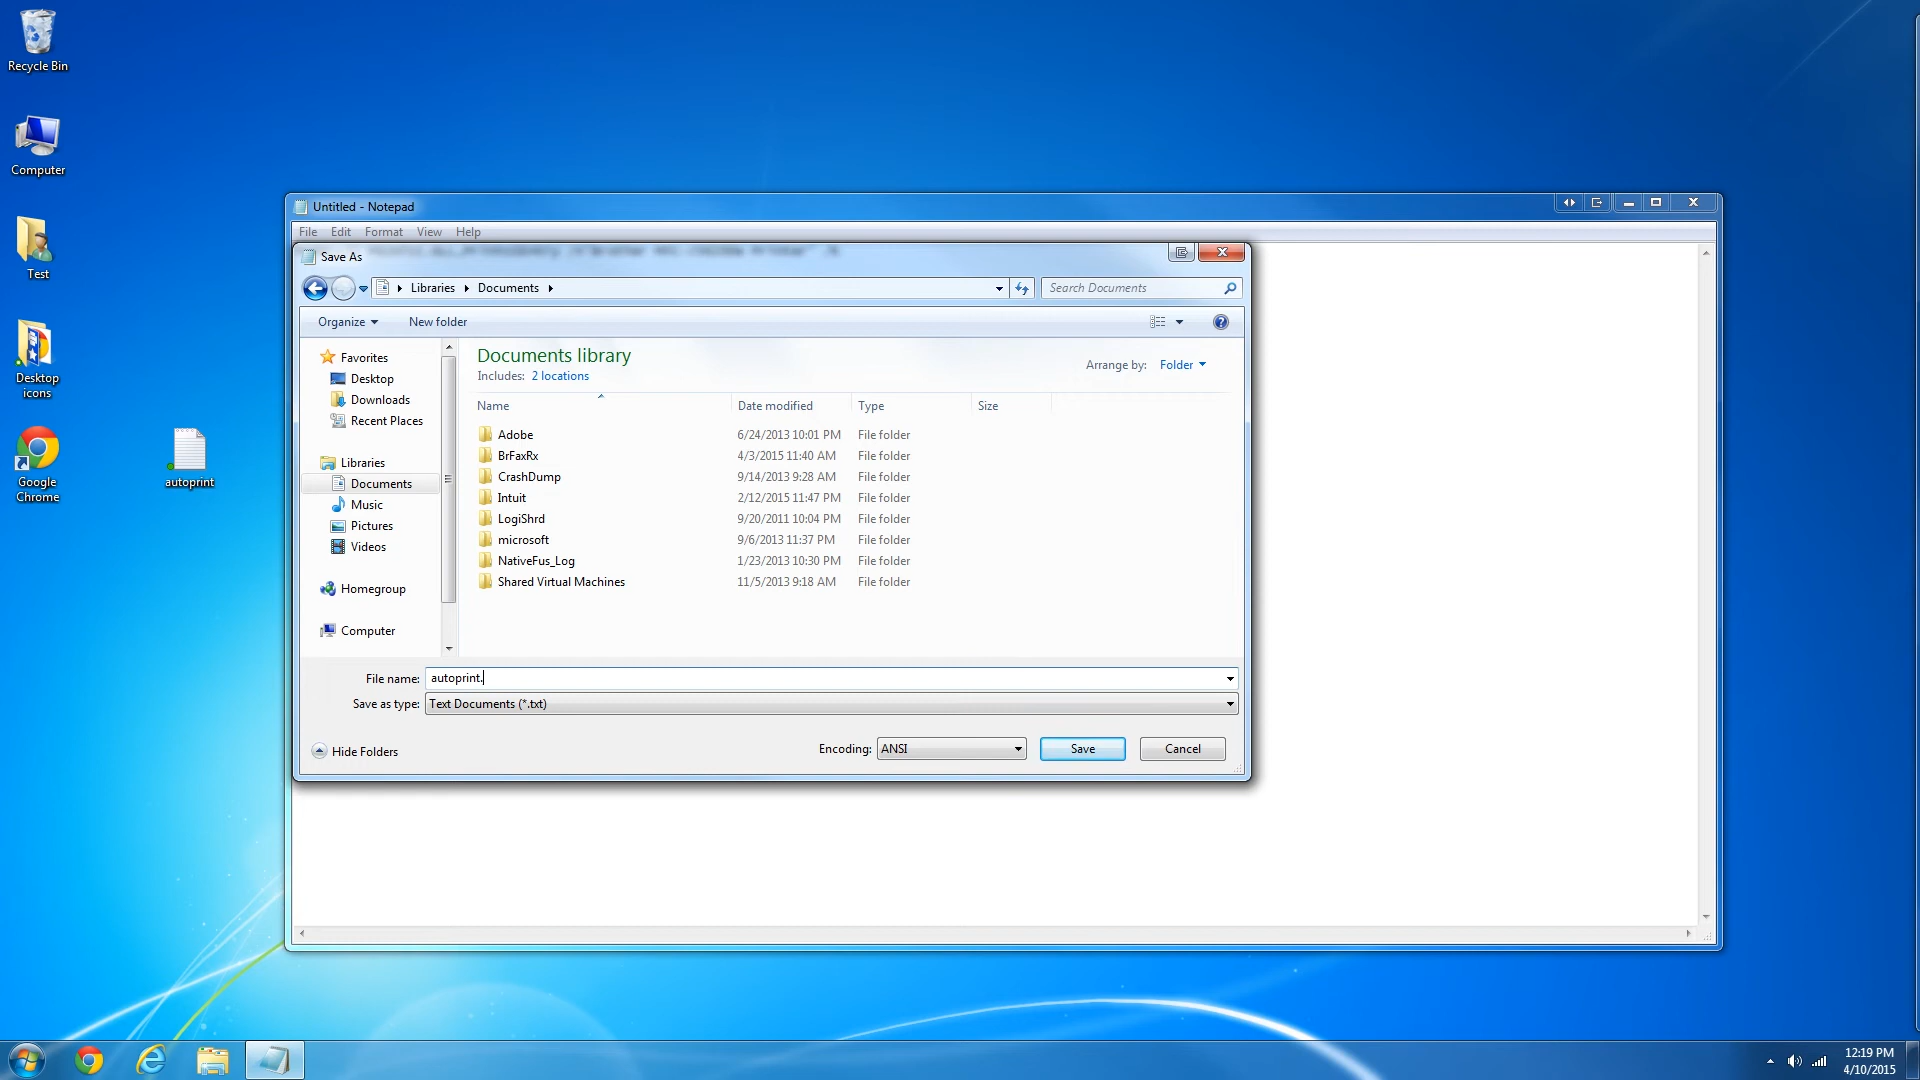 Recycle Bin
Computer
Test
Desktop
icons
Google
Chrome
autoprint
Untitled - Notepad
File Edit Format View Help
Save As
Libraries Documents
Search Documents
Organize New folder
Favorites
Desktop
Downloads
Recent Places
Libraries
Documents
Music
Pictures
Videos
Homegroup
Computer
Documents library
Includes: 2 locations
Arrange by: Folder
Name Date modified Type Size
Adobe 6/24/2013 10:01 PM File folder
BrFaxRx 4/3/2015 11:40 AM File folder
CrashDump 9/14/2013 9:28 AM File folder
Intuit 2/12/2015 11:47 PM File folder
LogiShrd 9/20/2011 10:04 PM File folder
microsoft 9/6/2013 11:37 PM File folder
NativeFus_Log 1/23/2013 10:30 PM File folder
Shared Virtual Machines 11/5/2013 9:18 AM File folder
File name: autoprint.
Save as type: Text Documents (*.txt)
Hide Folders
Encoding: ANSI Save Cancel
12:19 PM
4/10/2015